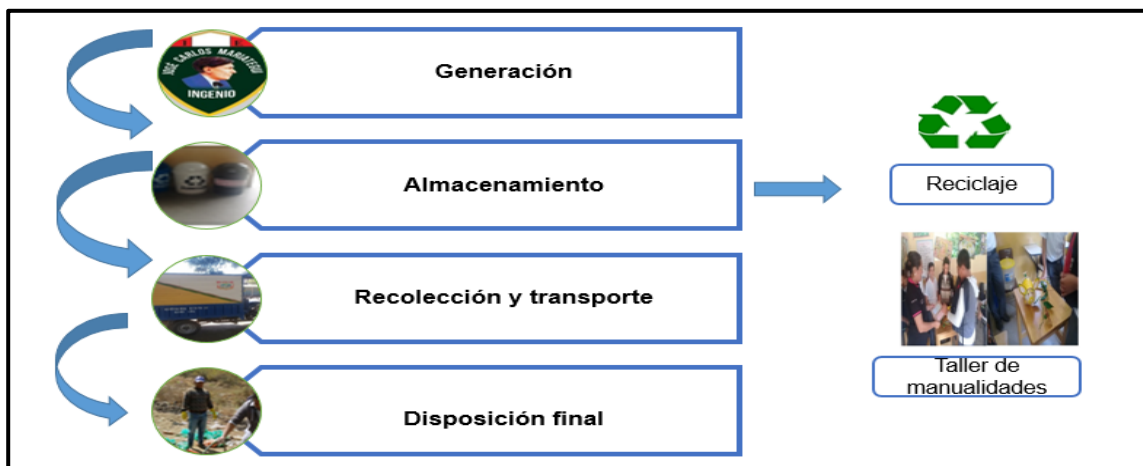 JOSE CARLOS MARIATEGUI
INGENIO
Generación
Almacenamiento
Recolección y transporte
Disposición final
Reciclaje
Taller de
manualidades